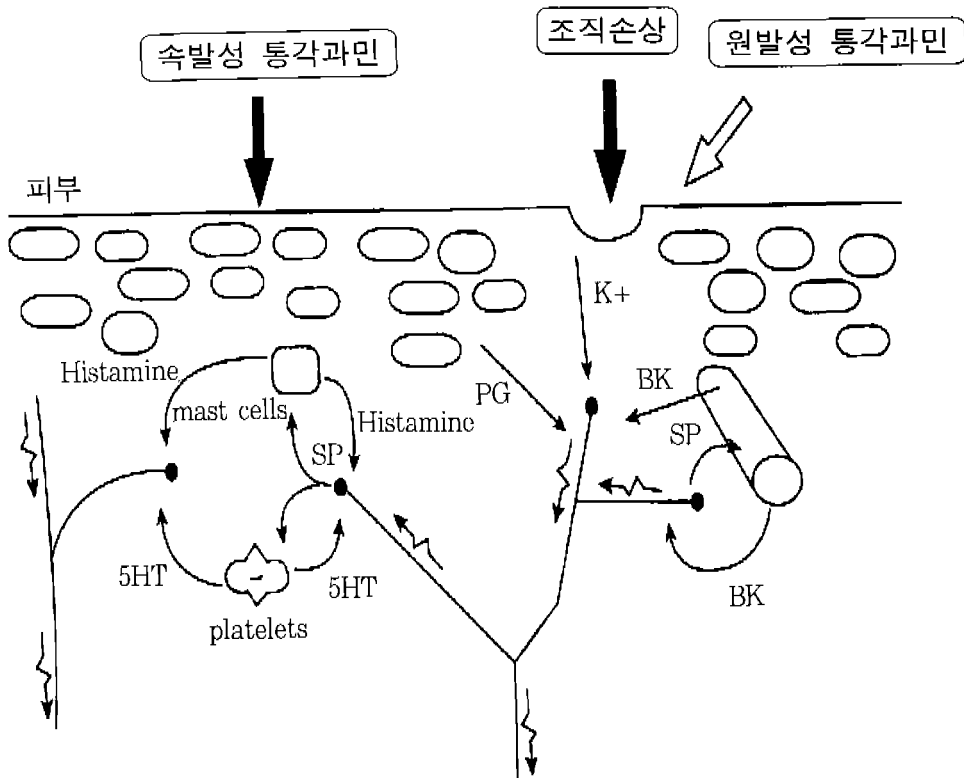 속발성 통각과민
조직손상
원발성 통각과민
피부
K+
Histamine
mast cells
Histamine
PG
BK
SP
SP
5HT
5HT
platelets
BK